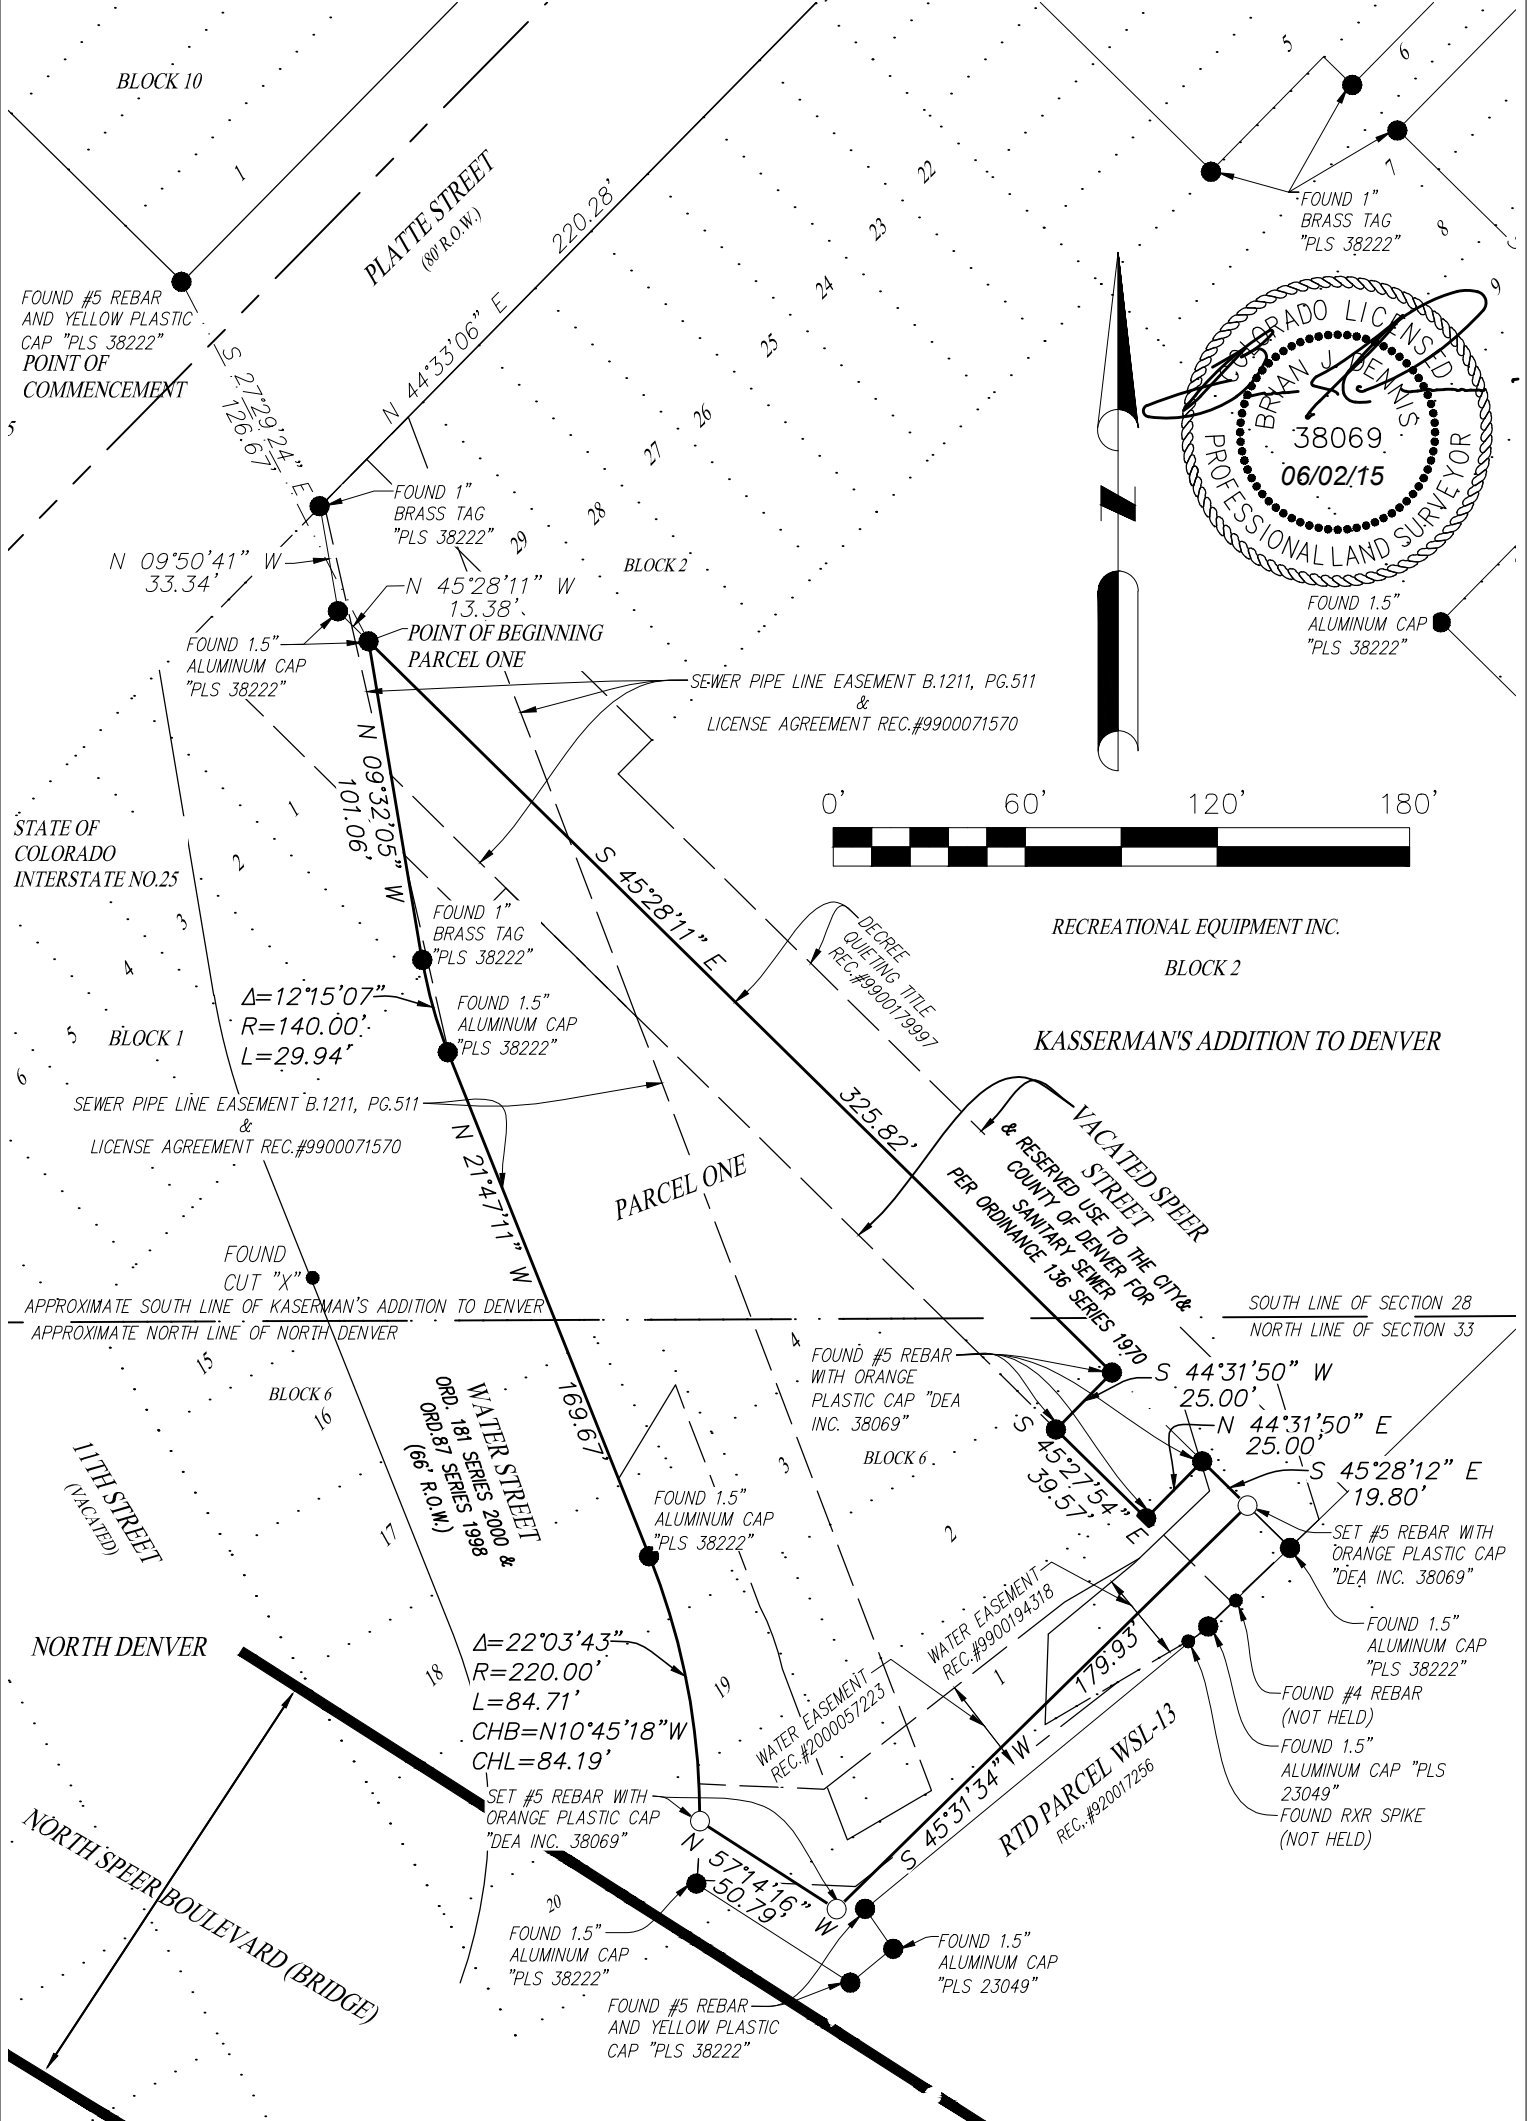 BLOCK 10
1
PLATTE STREET
(80' R.O.W.)
220.28'
N 44°33'06" E
FOUND #5 REBAR
AND YELLOW PLASTIC
CAP "PLS 38222"
POINT OF
COMMENCEMENT
S 27°29'24" E
126.67'
5
5
6
7
8
9
FOUND 1"
BRASS TAG
"PLS 38222"
22
23
24
25
26
27
28
29
COLORADO LICENSED
BRIAN J DENNIS
38069
06/02/15
PROFESSIONAL LAND SURVEYOR
N
FOUND 1"
BRASS TAG
"PLS 38222"
BLOCK 2
N 09°50'41" W
33.34'
N 45°28'11" W
13.38'
POINT OF BEGINNING
PARCEL ONE
FOUND 1.5"
ALUMINUM CAP
"PLS 38222"
FOUND 1.5"
ALUMINUM CAP
"PLS 38222"
SEWER PIPE LINE EASEMENT B.1211, PG.511
&
LICENSE AGREEMENT REC.#9900071570
N 09°32'05" W
101.06'
0'
60'
120'
180'
STATE OF
COLORADO
INTERSTATE NO.25
1
2
3
4
5
6
BLOCK 1
S 45°28'11" E
325.82'
DECREE
QUIETING TITLE
REC.#9900179997
RECREATIONAL EQUIPMENT INC.
BLOCK 2
KASSERMAN'S ADDITION TO DENVER
FOUND 1"
BRASS TAG
"PLS 38222"
Δ=12°15'07"
R=140.00'
L=29.94'
FOUND 1.5"
ALUMINUM CAP
"PLS 38222"
SEWER PIPE LINE EASEMENT B.1211, PG.511
&
LICENSE AGREEMENT REC.#9900071570
N 21°47'11" W
169.67'
PARCEL ONE
VACATED SPEER
STREET
& RESERVED USE TO THE CITY&
COUNTY OF DENVER FOR
SANITARY SEWER
PER ORDINANCE 136 SERIES 1970
FOUND
CUT "X"
APPROXIMATE SOUTH LINE OF KASERMAN'S ADDITION TO DENVER
APPROXIMATE NORTH LINE OF NORTH DENVER
SOUTH LINE OF SECTION 28
NORTH LINE OF SECTION 33
15
BLOCK 6
16
17
18
11TH STREET
(VACATED)
WATER STREET
ORD. 181 SERIES 2000 &
ORD.87 SERIES 1998
(66' R.O.W.)
4
3
2
1
19
20
FOUND #5 REBAR
WITH ORANGE
PLASTIC CAP "DEA
INC. 38069"
BLOCK 6
S 44°31'50" W
25.00'
N 44°31'50" E
25.00'
S 45°27'54" E
39.57'
S 45°28'12" E
19.80'
SET #5 REBAR WITH
ORANGE PLASTIC CAP
"DEA INC. 38069"
FOUND 1.5"
ALUMINUM CAP
"PLS 38222"
FOUND 1.5"
ALUMINUM CAP
"PLS 38222"
FOUND #4 REBAR
(NOT HELD)
FOUND 1.5"
ALUMINUM CAP "PLS
23049"
FOUND RXR SPIKE
(NOT HELD)
WATER EASEMENT
REC.#9900194318
WATER EASEMENT
REC.#2000057223
179.93'
S 45°31'34" W
RTD PARCEL WSL-13
REC.#920017256
NORTH DENVER
Δ=22°03'43"
R=220.00'
L=84.71'
CHB=N10°45'18"W
CHL=84.19'
SET #5 REBAR WITH
ORANGE PLASTIC CAP
"DEA INC. 38069"
N 57°14'16" W
50.79'
NORTH SPEER BOULEVARD (BRIDGE)
FOUND 1.5"
ALUMINUM CAP
"PLS 38222"
FOUND 1.5"
ALUMINUM CAP
"PLS 23049"
FOUND #5 REBAR
AND YELLOW PLASTIC
CAP "PLS 38222"